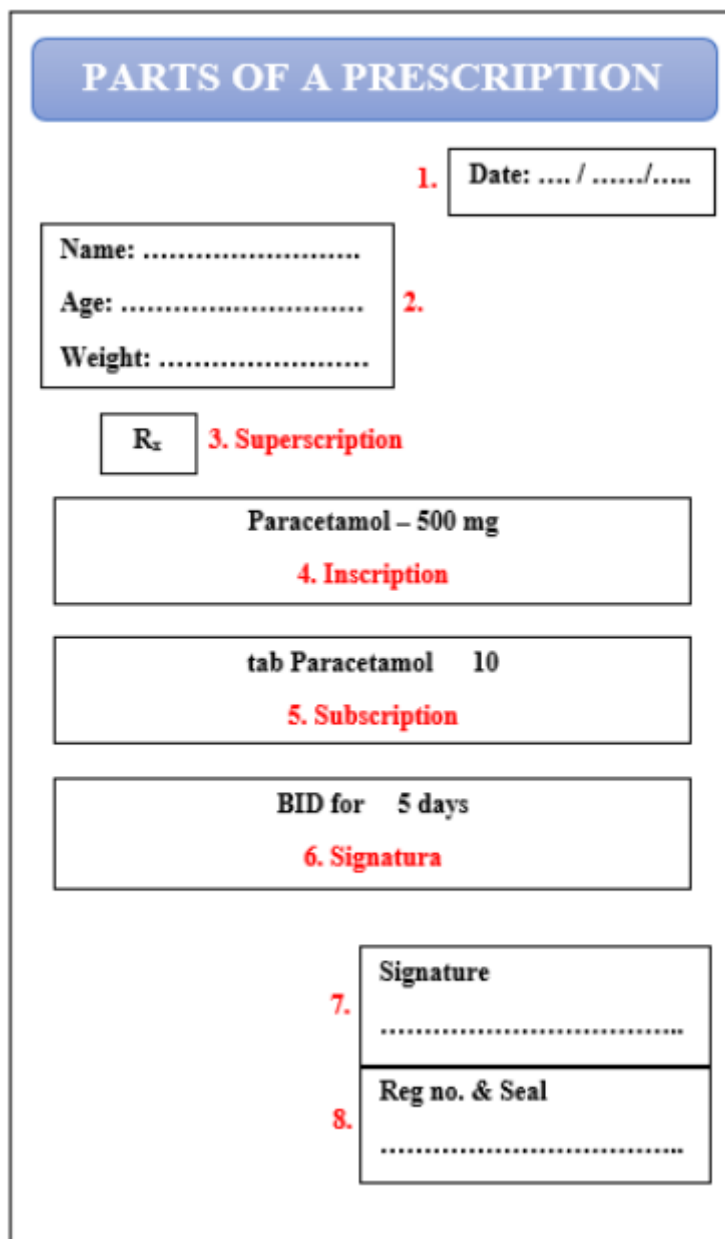 PARTS OF A PRESCRIPTION
1. Date: .... / ....../.....
Name: .........................
Age: ............................
2.
Weight: ........................
Rₓ 3. Superscription
Paracetamol – 500 mg
4. Inscription
tab Paracetamol 10
5. Subscription
BID for 5 days
6. Signatura
Signature
7.
...................................
Reg no. & Seal
8.
...................................